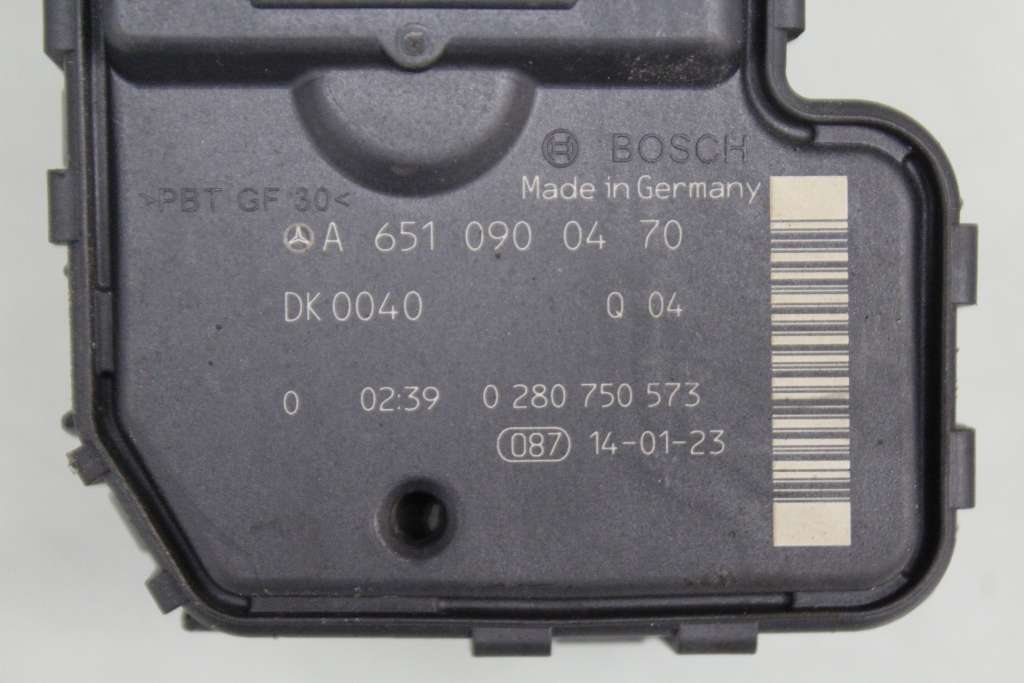 BOSCH
Made in Germany
>PBT GF 30<
A 651 090 04 70
DK 0040 Q 04
0 02:39 0 280 750 573
087 14-01-23